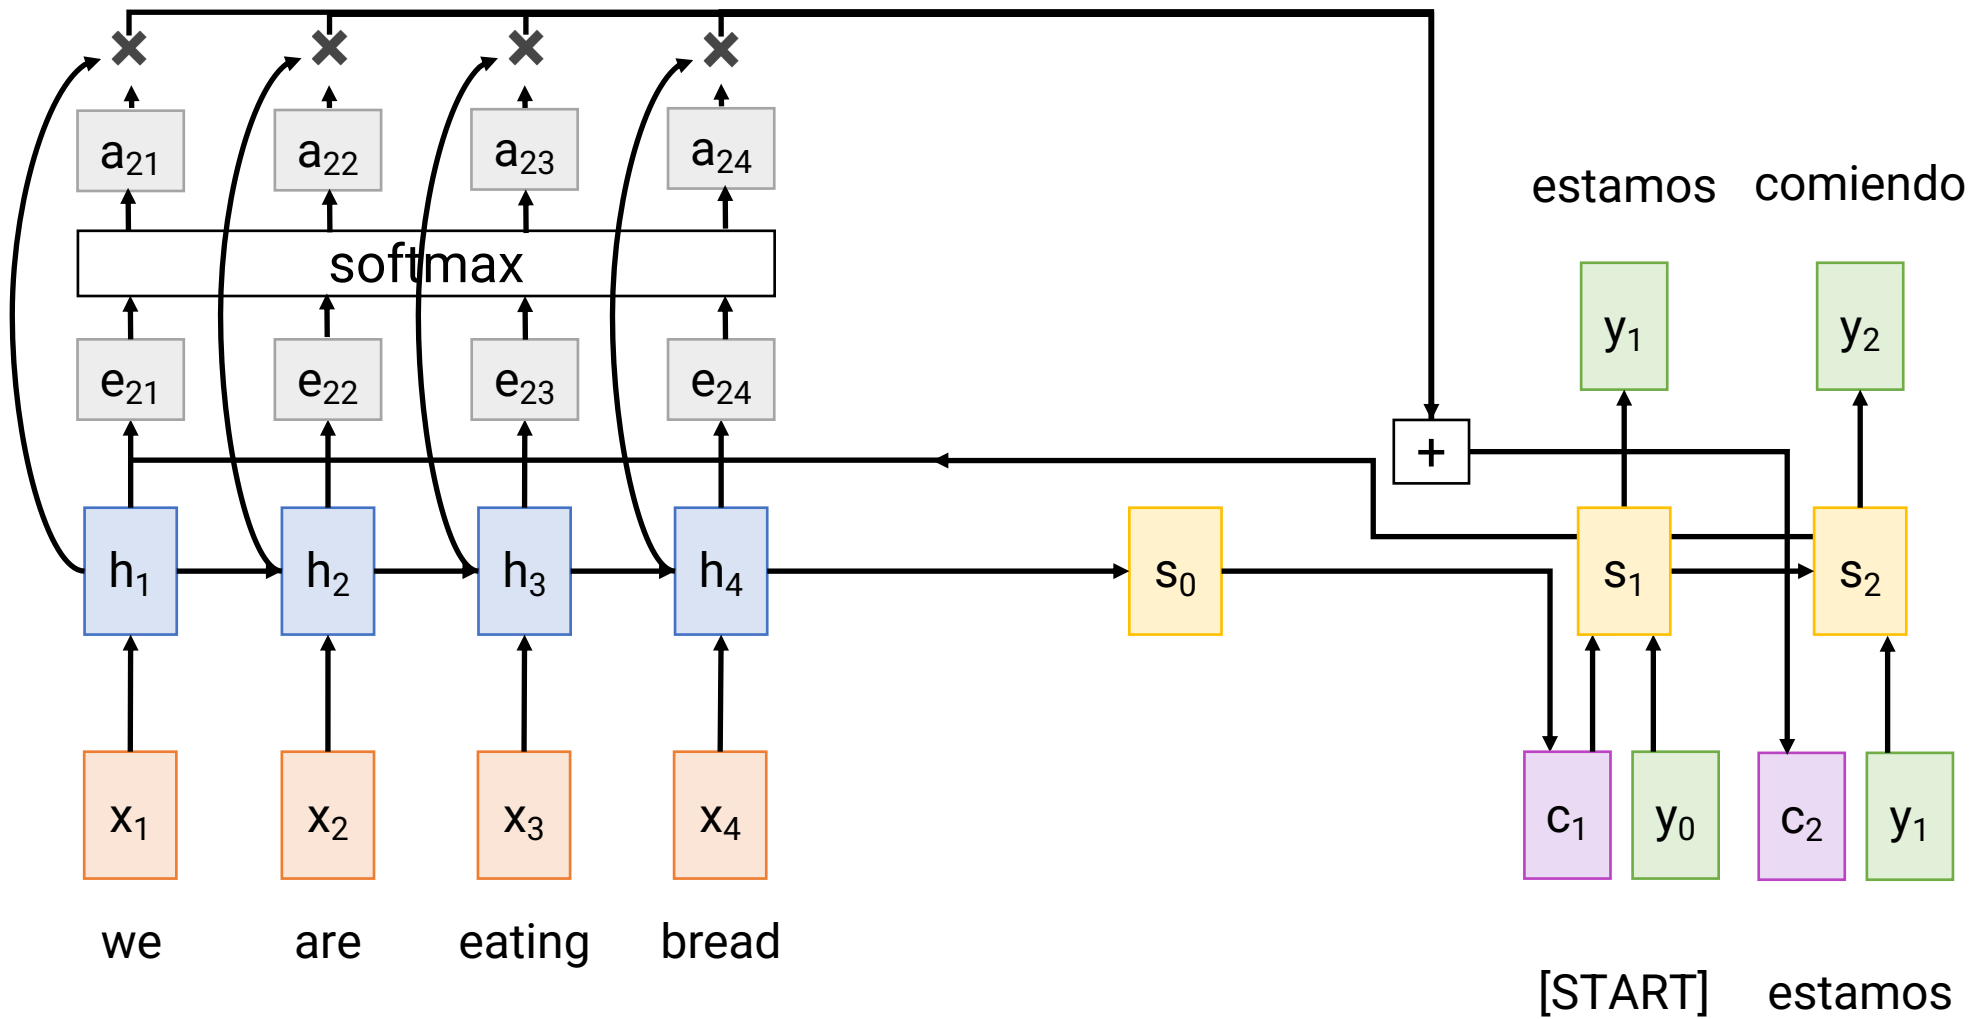 a21 a22 a23 a24
estamos comiendo
softmax
y1 y2
e21 e22 e23 e24
+
h1 h2 h3 h4 s0 s1 s2
x1 x2 x3 x4 c1 y0 c2 y1
we are eating bread
[START] estamos